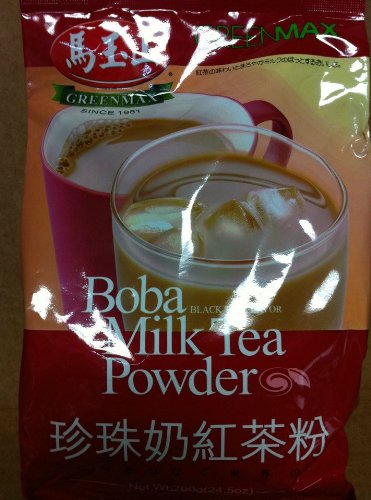 馬玉山
GREENMAX
GREENMAX
SINCE 1981
Boba
BLACK
Milk Tea
Powder
珍珠奶紅茶粉